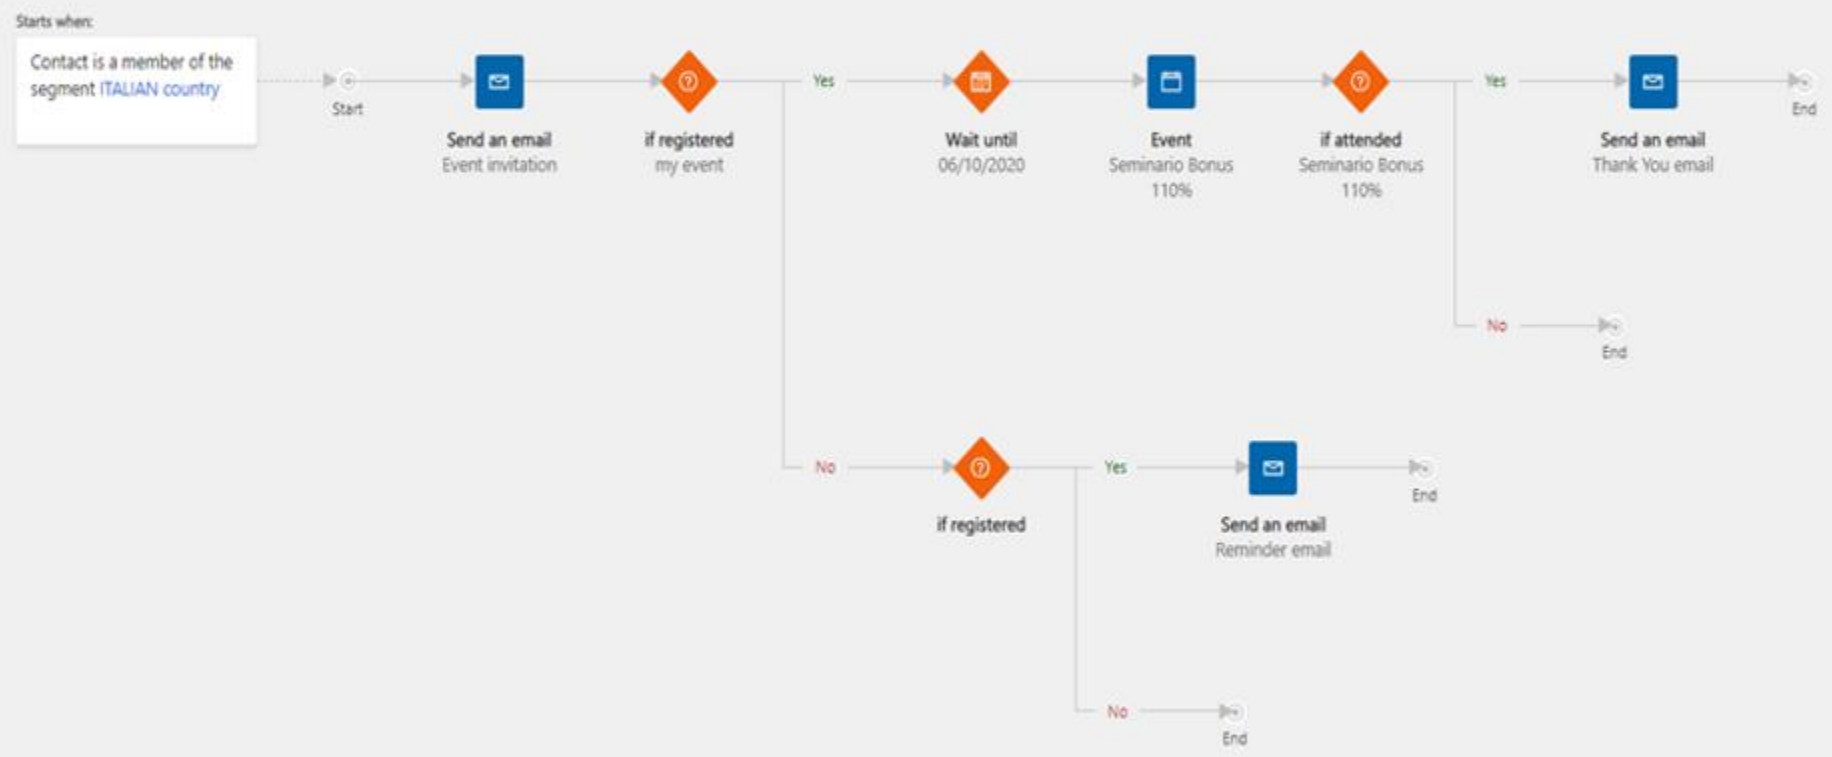 Starts when:
Contact is a member of the
segment ITALIAN country
Start
Send an email
Event invitation
if registered
my event
Yes
Wait until
06/10/2020
Event
Seminario Bonus
110%
if attended
Seminario Bonus
110%
Yes
Send an email
Thank You email
End
No
End
No
if registered
Yes
Send an email
Reminder email
End
No
End